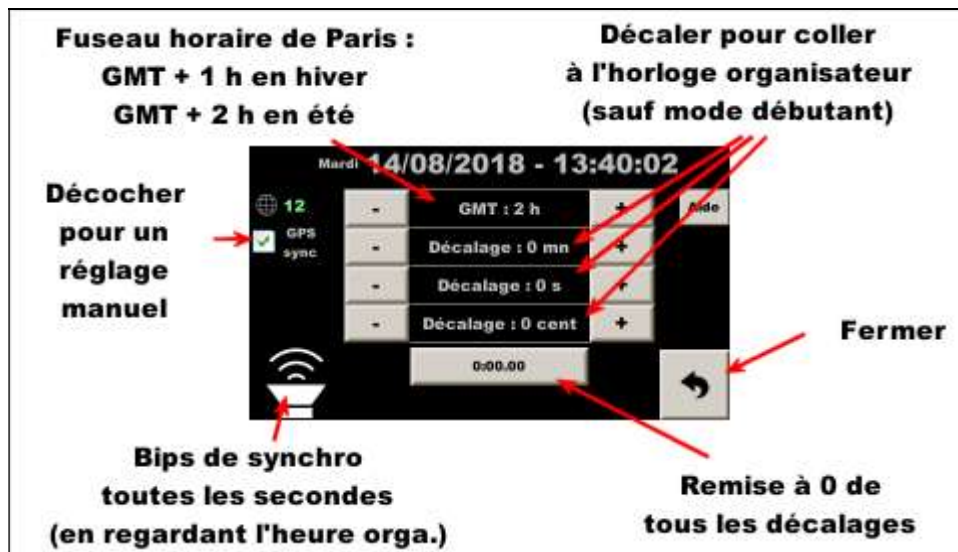 Fuseau horaire de Paris :
GMT + 1 h en hiver
GMT + 2 h en été
Décaler pour coller
à l'horloge organisateur
(sauf mode débutant)
Mardi 14/08/2018 - 13:40:02
Décocher
pour un
réglage
manuel
12
GPS
sync
- GMT : 2 h +
Aide
- Décalage : 0 mn +
- Décalage : 0 s +
- Décalage : 0 cent +
0:00.00
Fermer
Bips de synchro
toutes les secondes
(en regardant l'heure orga.)
Remise à 0 de
tous les décalages